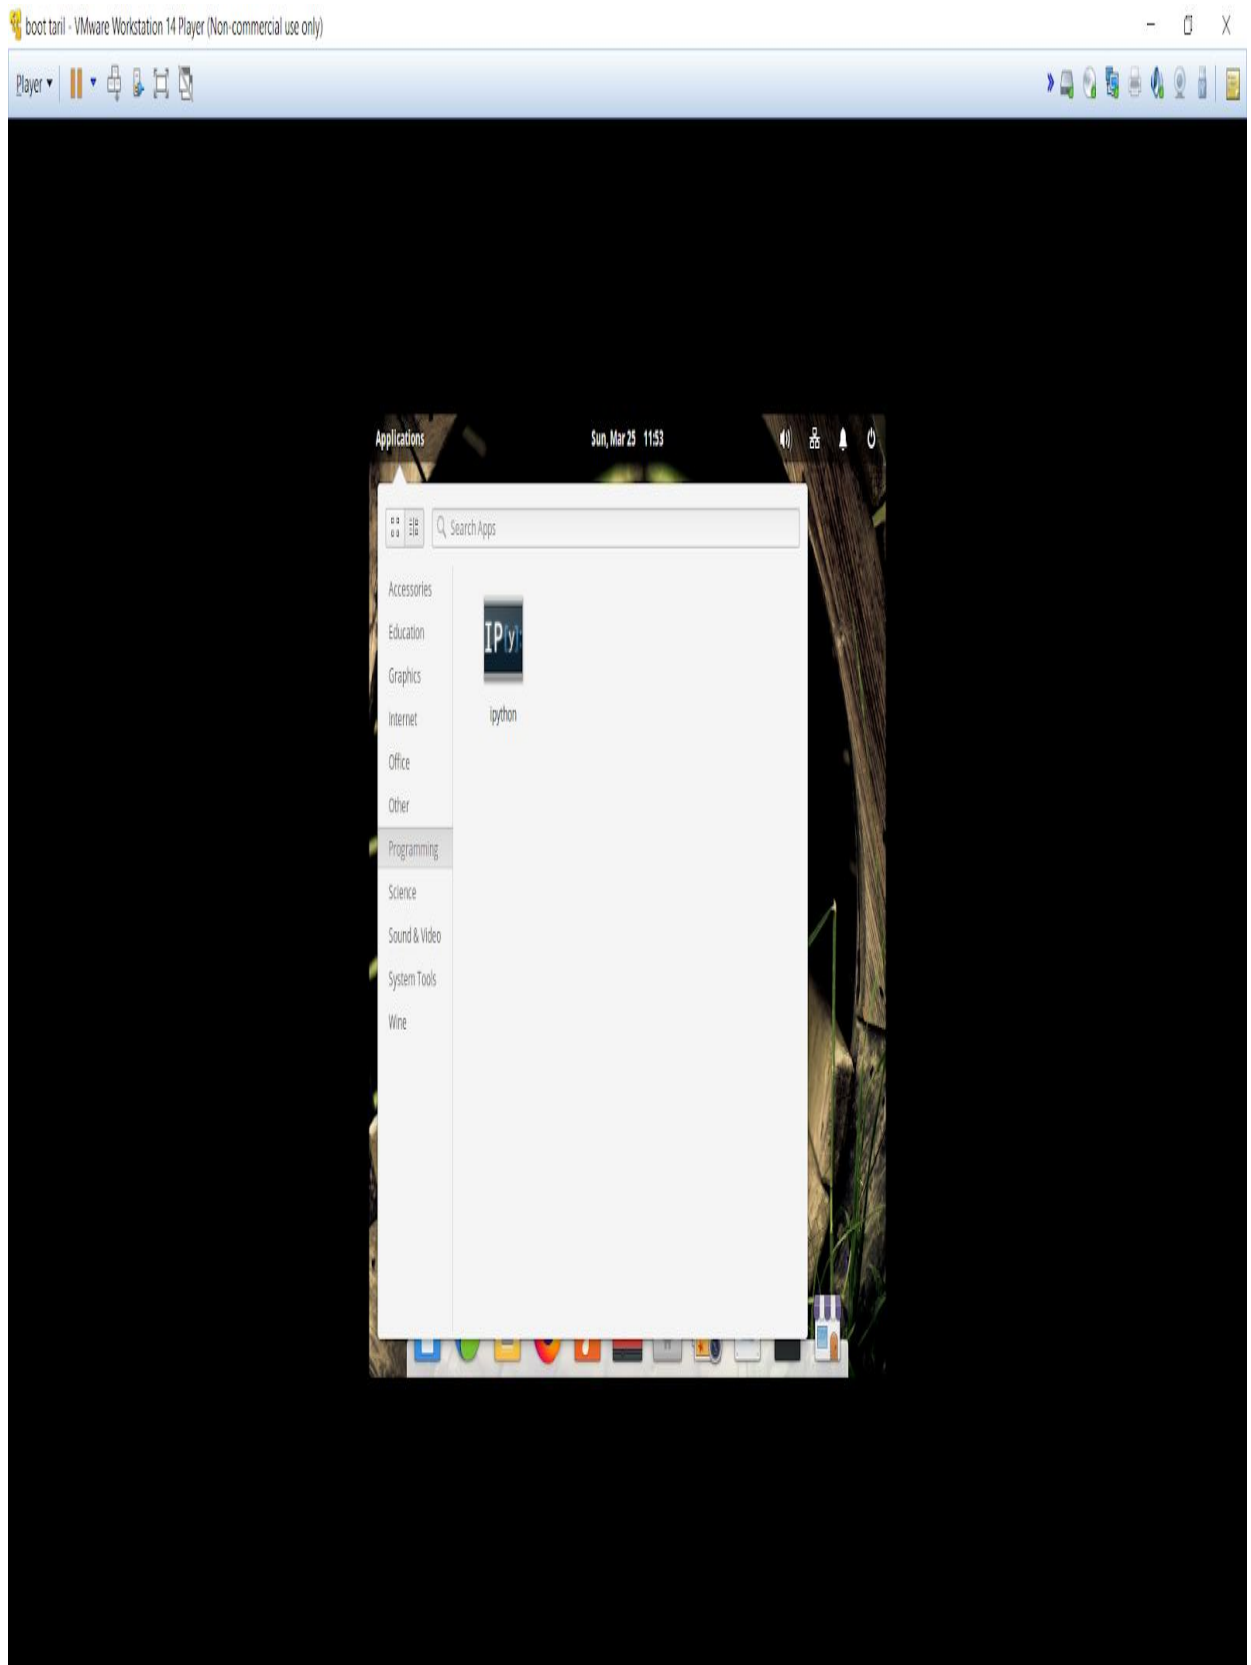 boot taril - VMware Workstation 14 Player (Non-commercial use only)
Player
Applications
Sun, Mar 25 11:53
Search Apps
Accessories
Education
Graphics
Internet
Office
Other
Programming
Science
Sound & Video
System Tools
Wine
IP[y]:
ipython